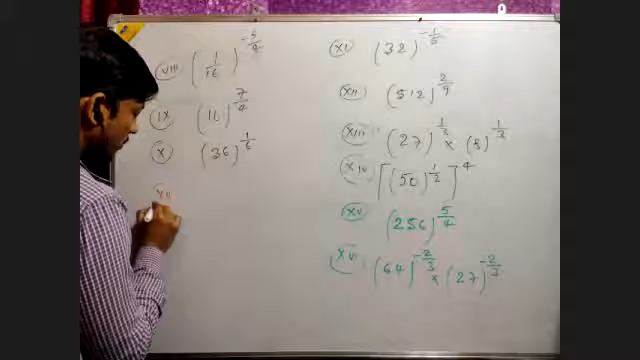 VIII (1/16)^-5/4
IX (16)^7/4
X (36)^1/6
XI (32)^-1/5
XII (512)^2/9
XIII (27)^1/3 × (8)^1/3
XIV [(50)^1/2]^4
XV (256)^5/4
XVI (64)^-2/3 × (27)^-2/3